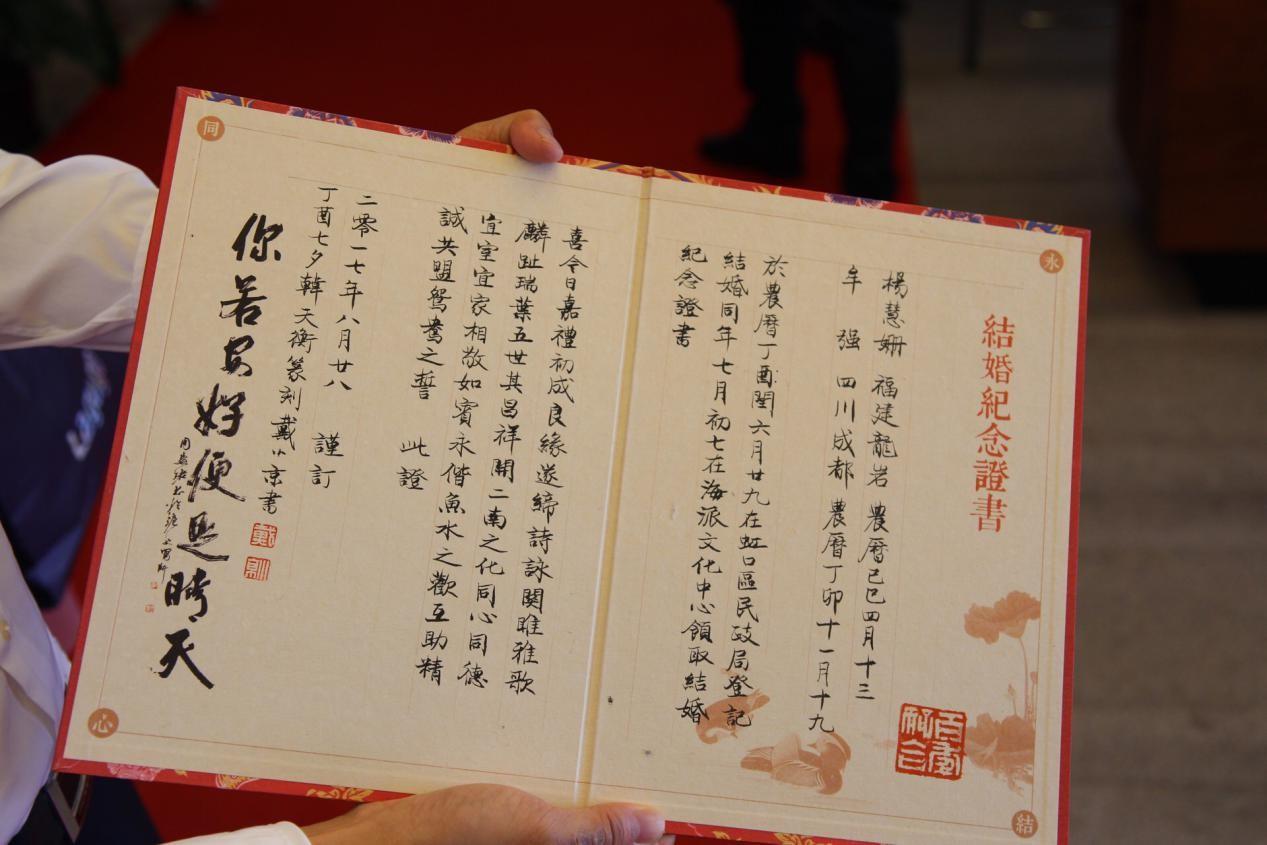 結婚紀念證書
楊慧姍 福建龍岩 農曆己巳四月十三
牟強 四川成都 農曆丁卯十一月十九
於農曆丁酉閏六月廿九在虹口區民政局登記
結婚同年七月初七在海派文化中心領取結婚
紀念證書
喜今日嘉禮初成良緣遂締詩詠關雎雅歌
麟趾瑞葉五世其昌祥開二南之化同心同德
宜室宜家相敬如賓永偕魚水之歡互助精
誠共盟鴛鴦之誓 此證
二零一七年八月廿八 謹訂
丁酉七夕韓天衡篆刻戴小京書
你若安好便是晴天
永
結
同
心